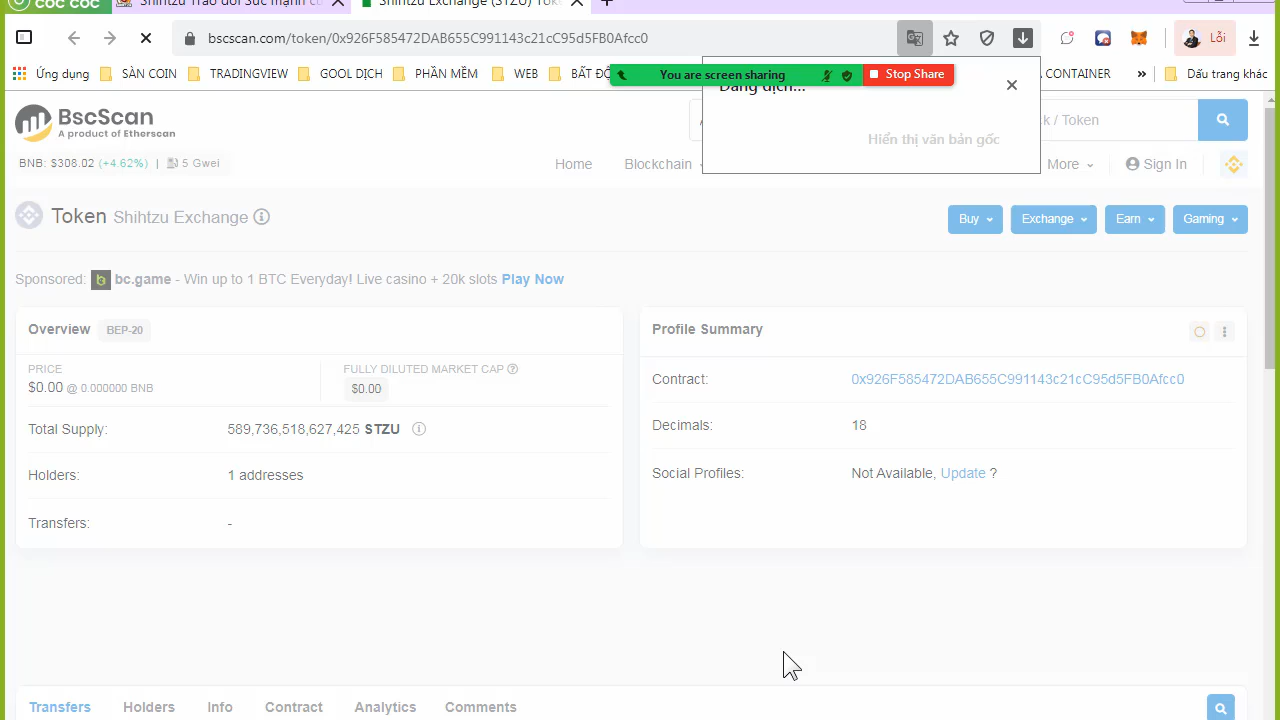 cốc cốc
Shihtzu Exchange (STZU) Tok
bscscan.com/token/0x926F585472DAB655C991143c21cC95d5FB0Afcc0
Lỗi
Ứng dụng
SÀN COIN
TRADINGVIEW
GOOL DỊCH
PHẦN MỀM
WEB
BẤT ĐỘ
You are screen sharing
Stop Share
A CONTAINER
»
Dấu trang khác
Đang dịch...
Hiển thị văn bản gốc
BscScan
A product of Etherscan
k / Token
BNB: $308.02 (+4.62%) | 5 Gwei
Home
Blockchain
More
Sign In
Token Shihtzu Exchange
Buy
Exchange
Earn
Gaming
Sponsored: bc.game - Win up to 1 BTC Everyday! Live casino + 20k slots Play Now
Overview BEP-20
PRICE
$0.00 @ 0.000000 BNB
FULLY DILUTED MARKET CAP
$0.00
Total Supply: 589,736,518,627,425 STZU
Holders: 1 addresses
Transfers: -
Profile Summary
Contract: 0x926F585472DAB655C991143c21cC95d5FB0Afcc0
Decimals: 18
Social Profiles: Not Available, Update ?
Transfers
Holders
Info
Contract
Analytics
Comments